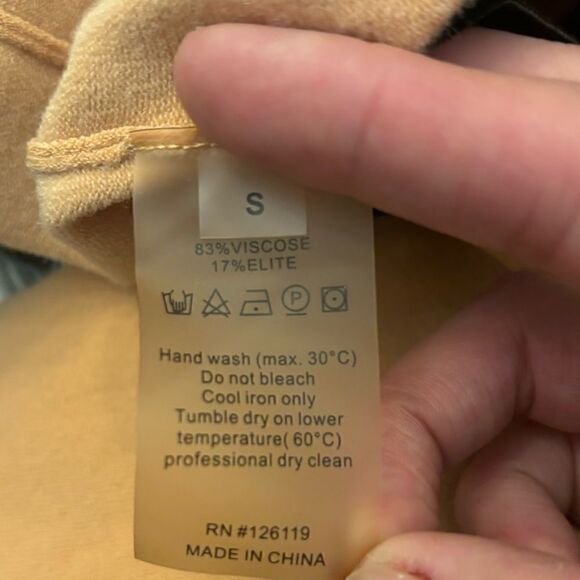 S
83%VISCOSE
17%ELITE
P
Hand wash (max. 30°C)
Do not bleach
Cool iron only
Tumble dry on lower
temperature( 60°C)
professional dry clean
RN #126119
MADE IN CHINA